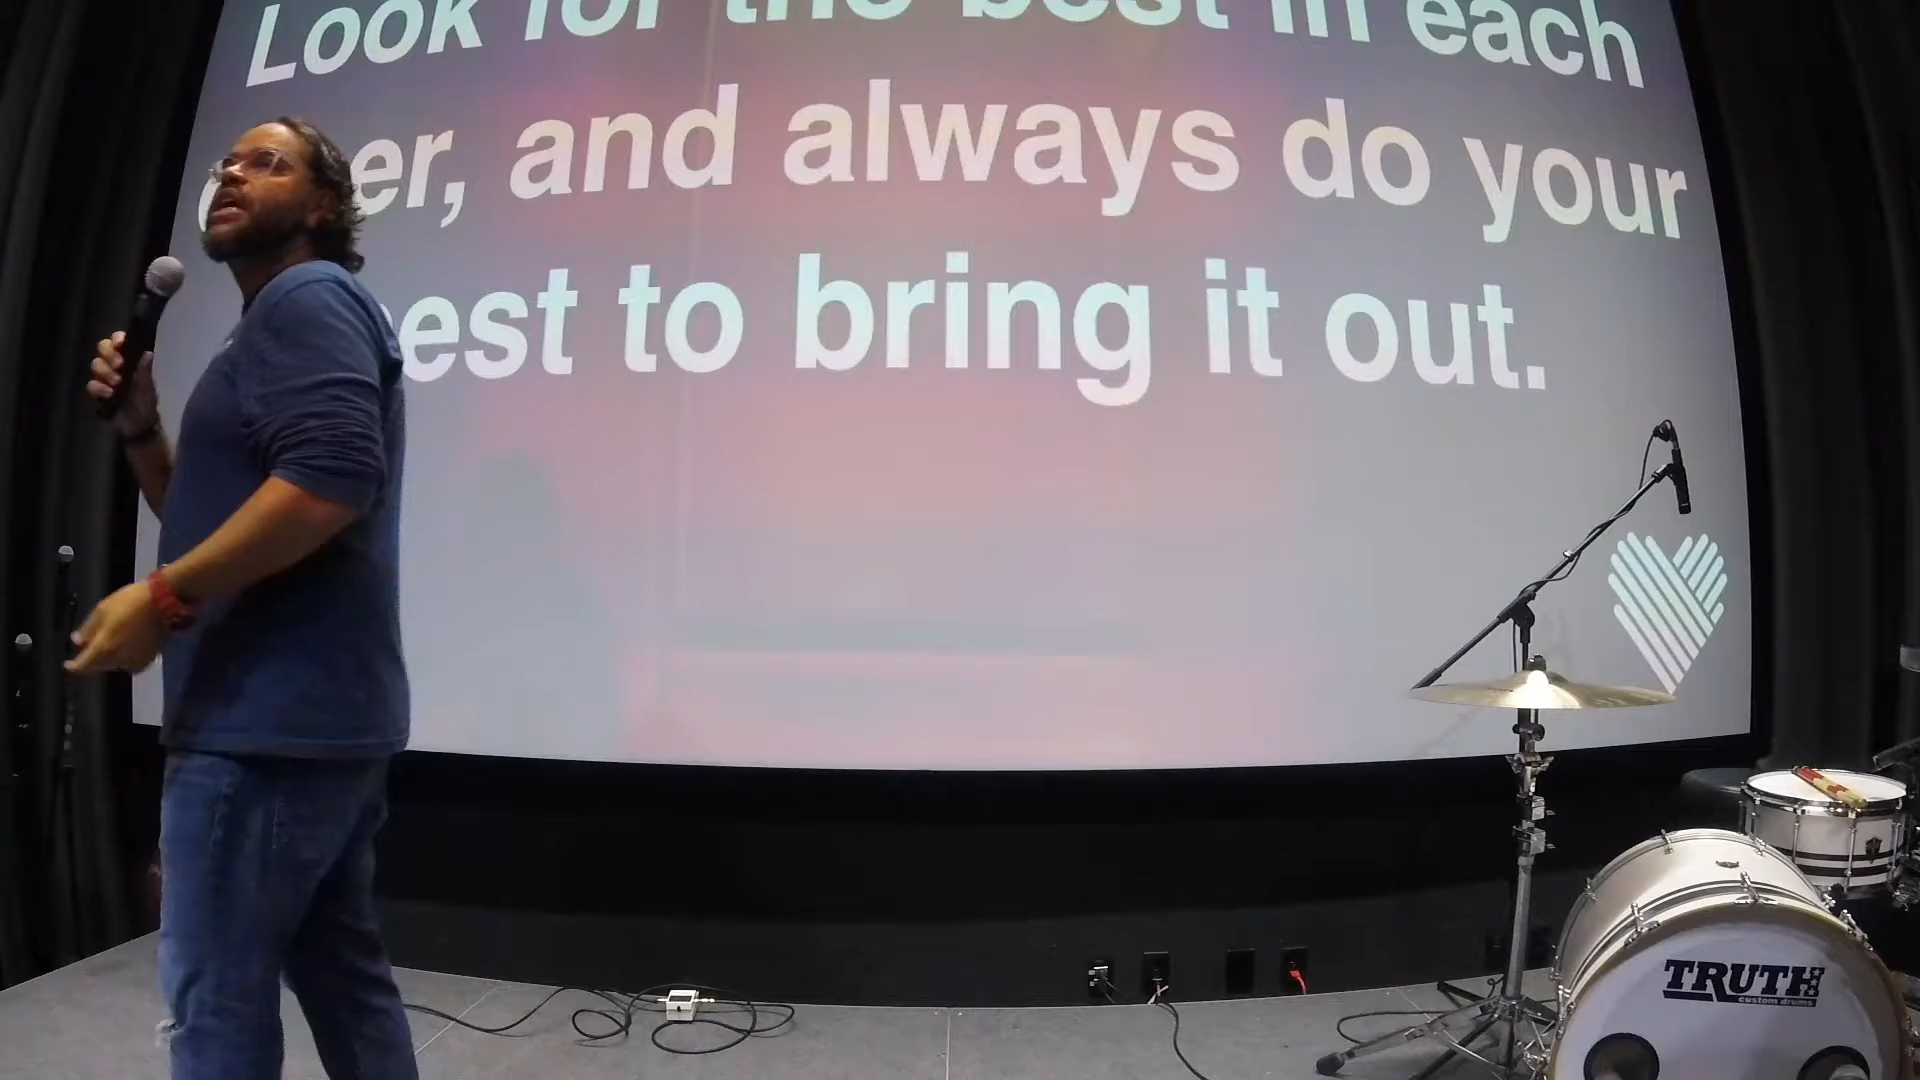 Look for the best in each
er, and always do your
est to bring it out.
TRUTH
custom drums